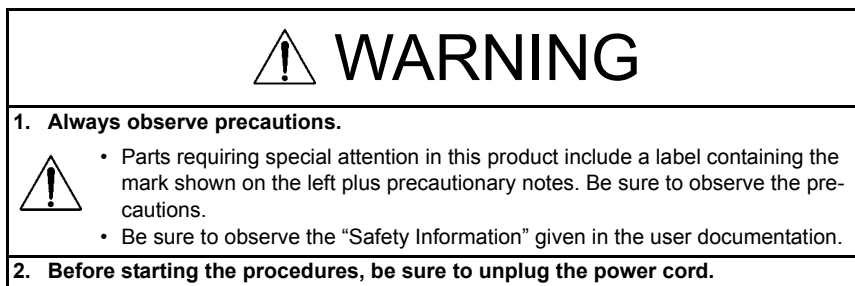 WARNING
1. Always observe precautions.
• Parts requiring special attention in this product include a label containing the
mark shown on the left plus precautionary notes. Be sure to observe the pre-
cautions.
• Be sure to observe the “Safety Information” given in the user documentation.
2. Before starting the procedures, be sure to unplug the power cord.